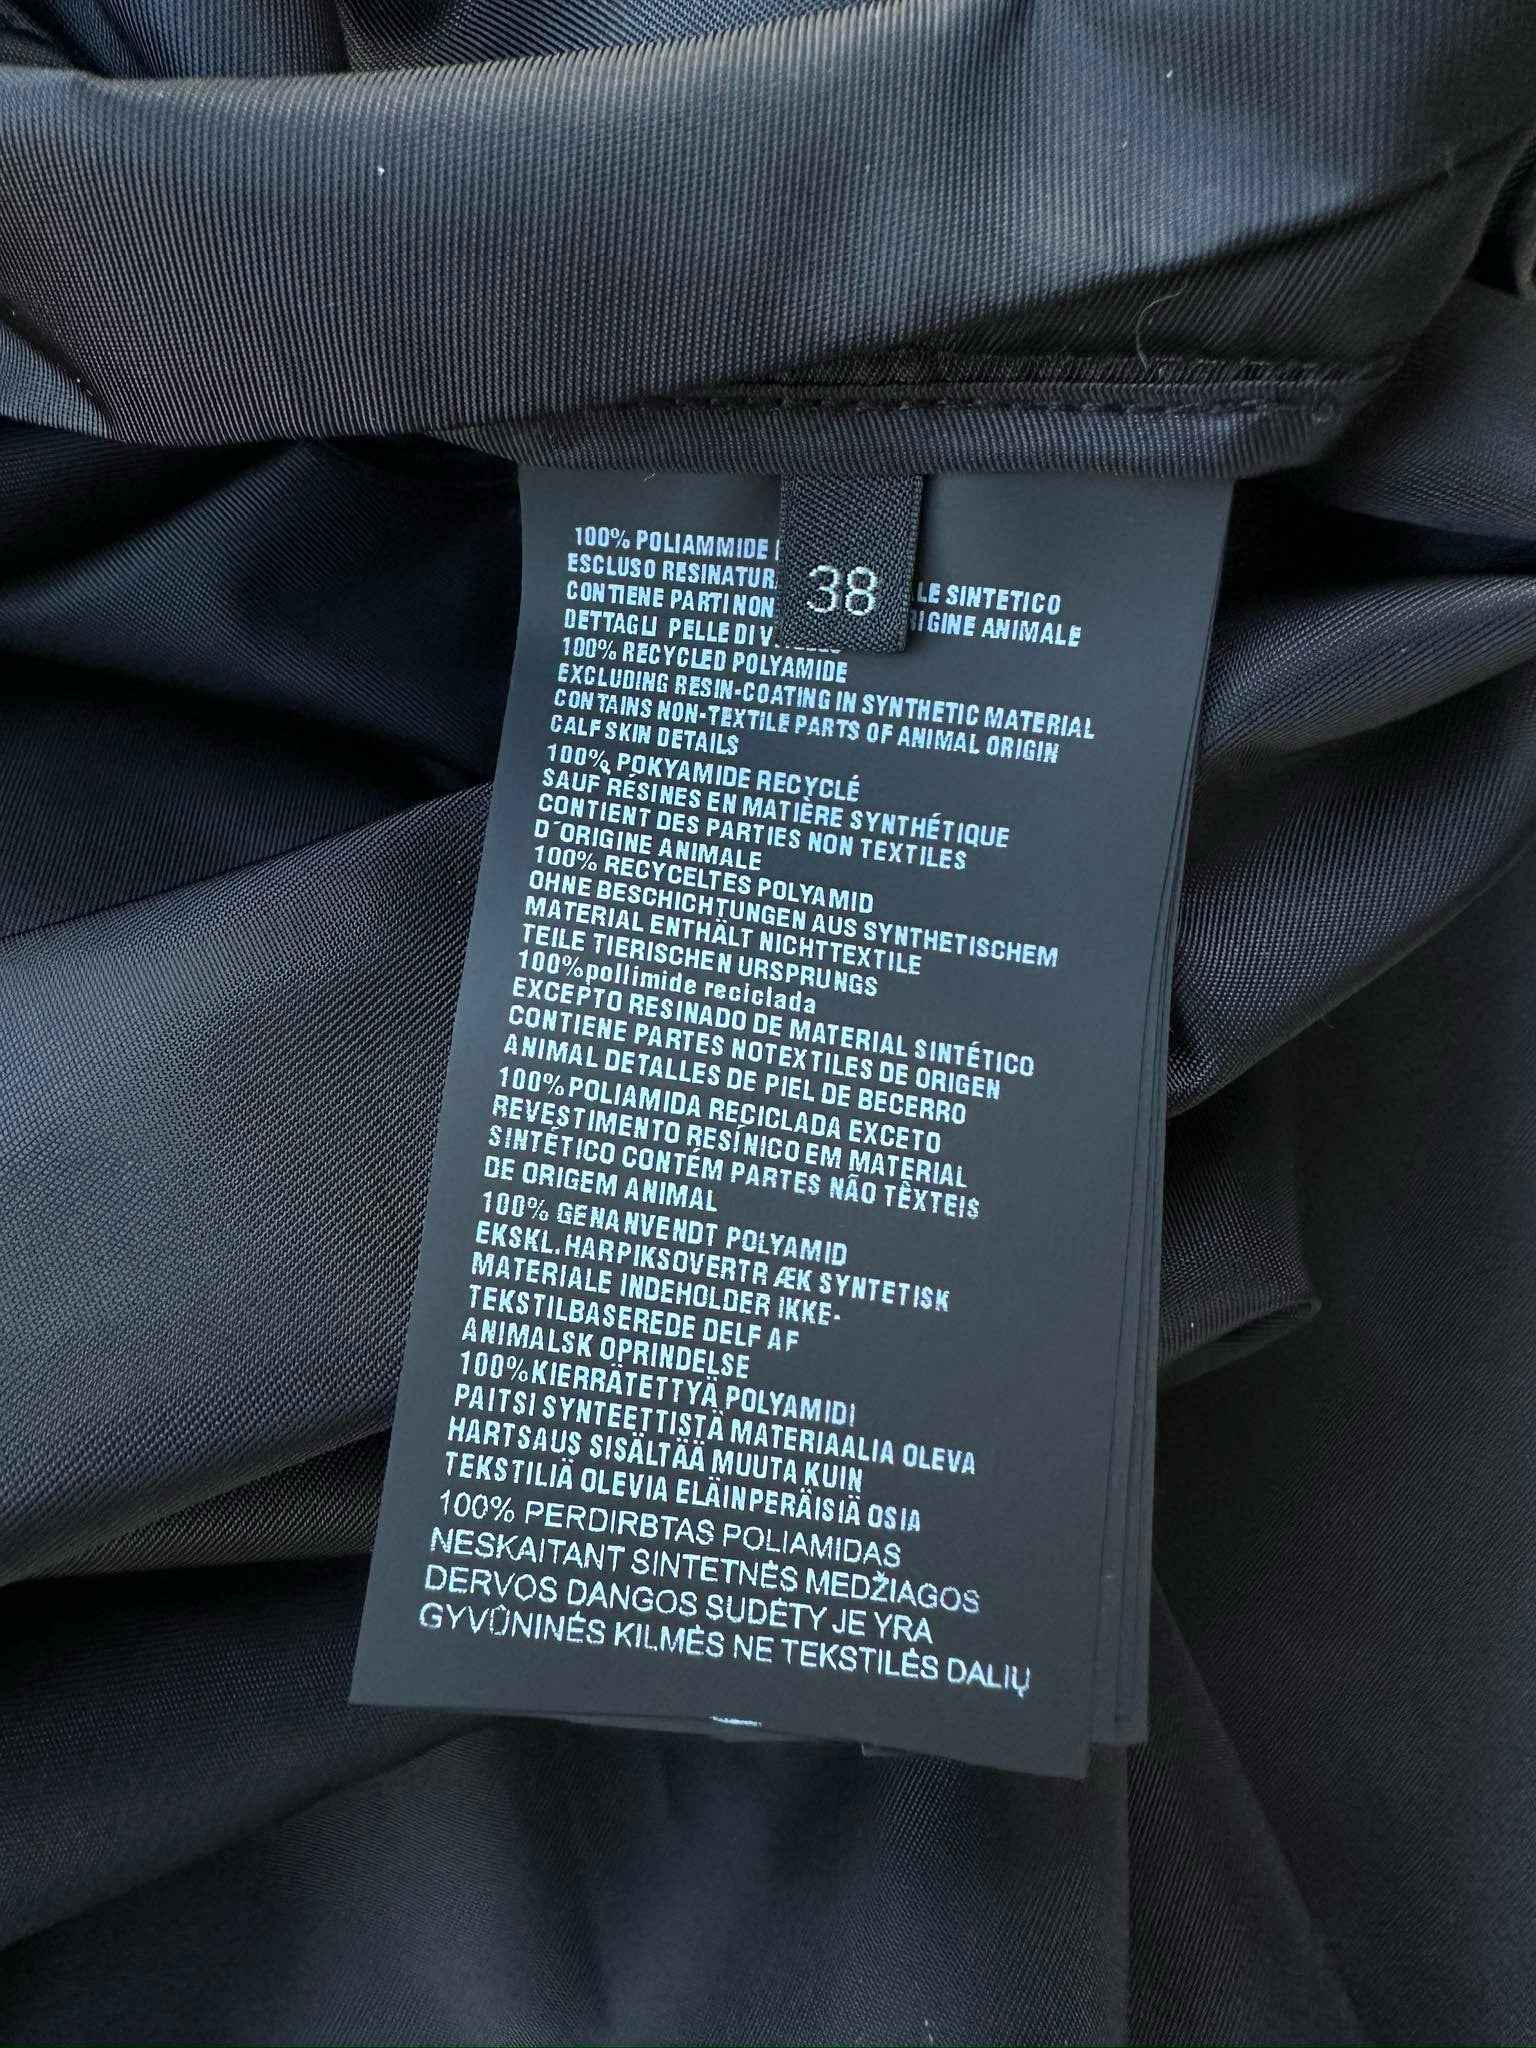 100% POLIAMMIDE
ESCLUSO RESINATUR LE SINTETICO
CONTIENE PARTI NON IGINE ANIMALE
DETTAGLI PELLE DI
38
100% RECYCLED POLYAMIDE
EXCLUDING RESIN-COATING IN SYNTHETIC MATERIAL
CONTAINS NON-TEXTILE PARTS OF ANIMAL ORIGIN
CALF SKIN DETAILS
100% POKYAMIDE RECYCLÉ
SAUF RÉSINES EN MATIÈRE SYNTHÉTIQUE
CONTIENT DES PARTIES NON TEXTILES
D´ORIGINE ANIMALE
100% RECYCELTES POLYAMID
OHNE BESCHICHTUNGEN AUS SYNTHETISCHEM
MATERIAL ENTHÄLT NICHTTEXTILE
TEILE TIERISCHEN URSPRUNGS
100%pollimide reciclada
EXCEPTO RESINADO DE MATERIAL SINTÉTICO
CONTIENE PARTES NOTEXTILES DE ORIGEN
ANIMAL DETALLES DE PIEL DE BECERRO
100%POLIAMIDA RECICLADA EXCETO
REVESTIMENTO RESÍNICO EM MATERIAL
SINTÉTICO CONTÉM PARTES NÃO TÊXTEIS
DE ORIGEM ANIMAL
100% GENANVENDT POLYAMID
EKSKL.HARPIKSOVERTR ÆK SYNTETISK
MATERIALE INDEHOLDER IKKE-
TEKSTILBASEREDE DELF AF
ANIMALSK OPRINDELSE
100%KIERRÄTETTYÄ POLYAMIDI
PAITSI SYNTEETTISTÄ MATERIAALIA OLEVA
HARTSAUS SISÄLTÄÄ MUUTA KUIN
TEKSTILIÄ OLEVIA ELÄINPERÄISIÄ OSIA
100% PERDIRBTAS POLIAMIDAS
NESKAITANT SINTETNĖS MEDŽIAGOS
DERVOS DANGOS SUDĖTY JE YRA
GYVŪNINĖS KILMĖS NE TEKSTILĖS DALIŲ